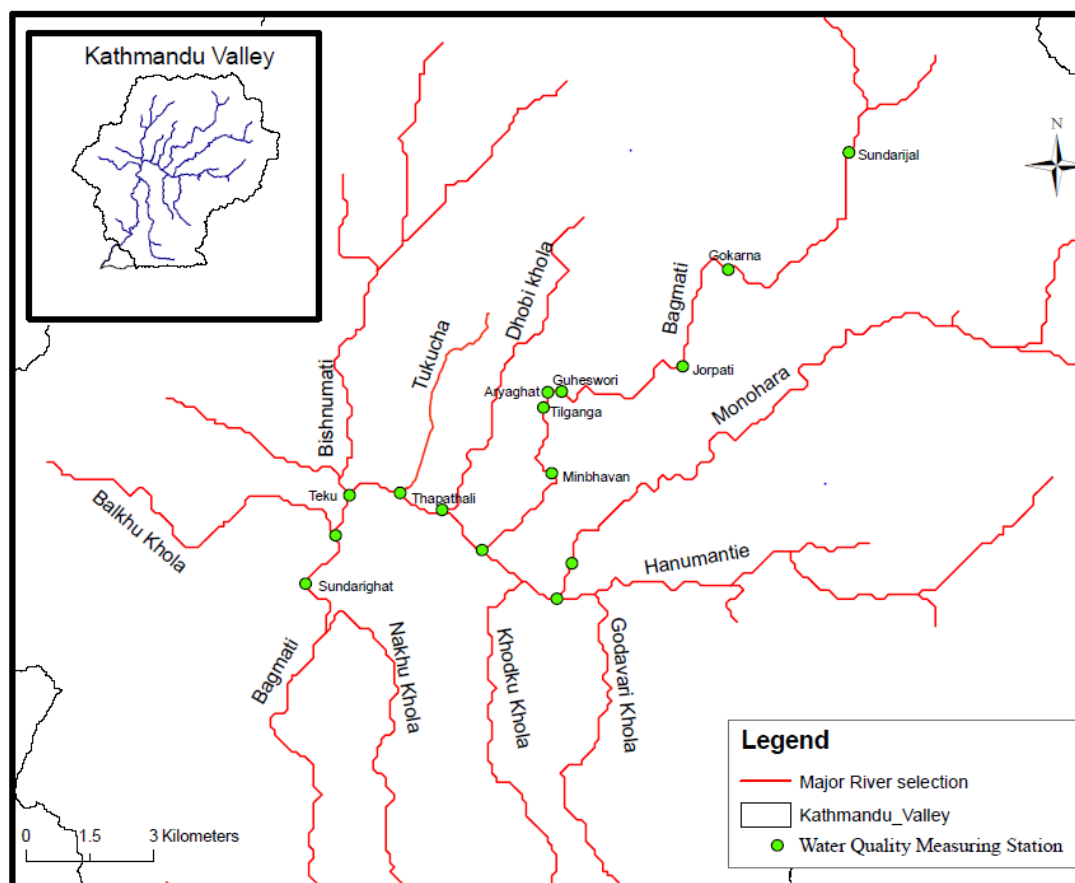 Kathmandu Valley
N
Sundarijal
Gokarna
Bagmati
Dhobi khola
Tukucha
Jorpati
Guheswori
Aryaghat
Tilganga
Monohara
Bishnumati
Minbhavan
Teku
Thapathali
Balkhu Khola
Hanumantie
Sundarighat
Bagmati
Nakhu Khola
Khodku Khola
Godavari Khola
Legend
Major River selection
Kathmandu_Valley
Water Quality Measuring Station
0 1.5 3 Kilometers